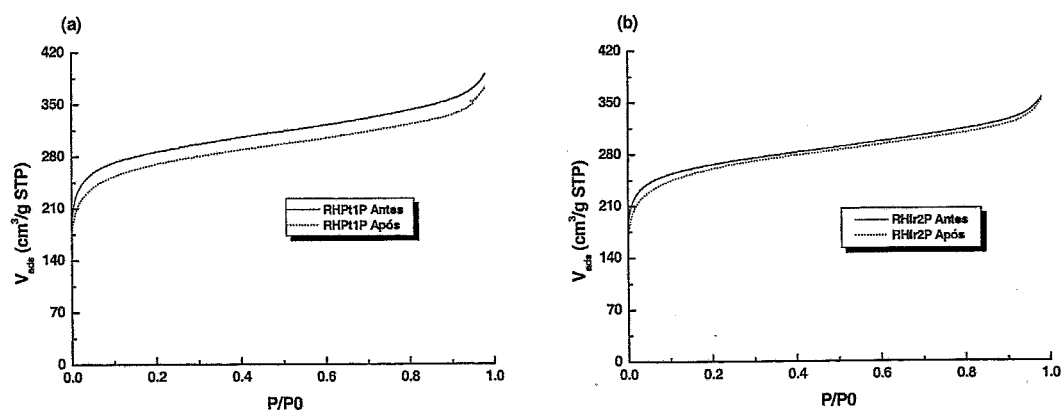 (a)
420
350
280
210
140
70
0
V_ads (cm³/g STP)
RHPt1P Antes
RHPt1P Após
0.0 0.2 0.4 0.6 0.8 1.0
P/P0
(b)
420
350
280
210
140
70
0
V_ads (cm³/g STP)
RHIr2P Antes
RHIr2P Após
0.0 0.2 0.4 0.6 0.8 1.0
P/P0